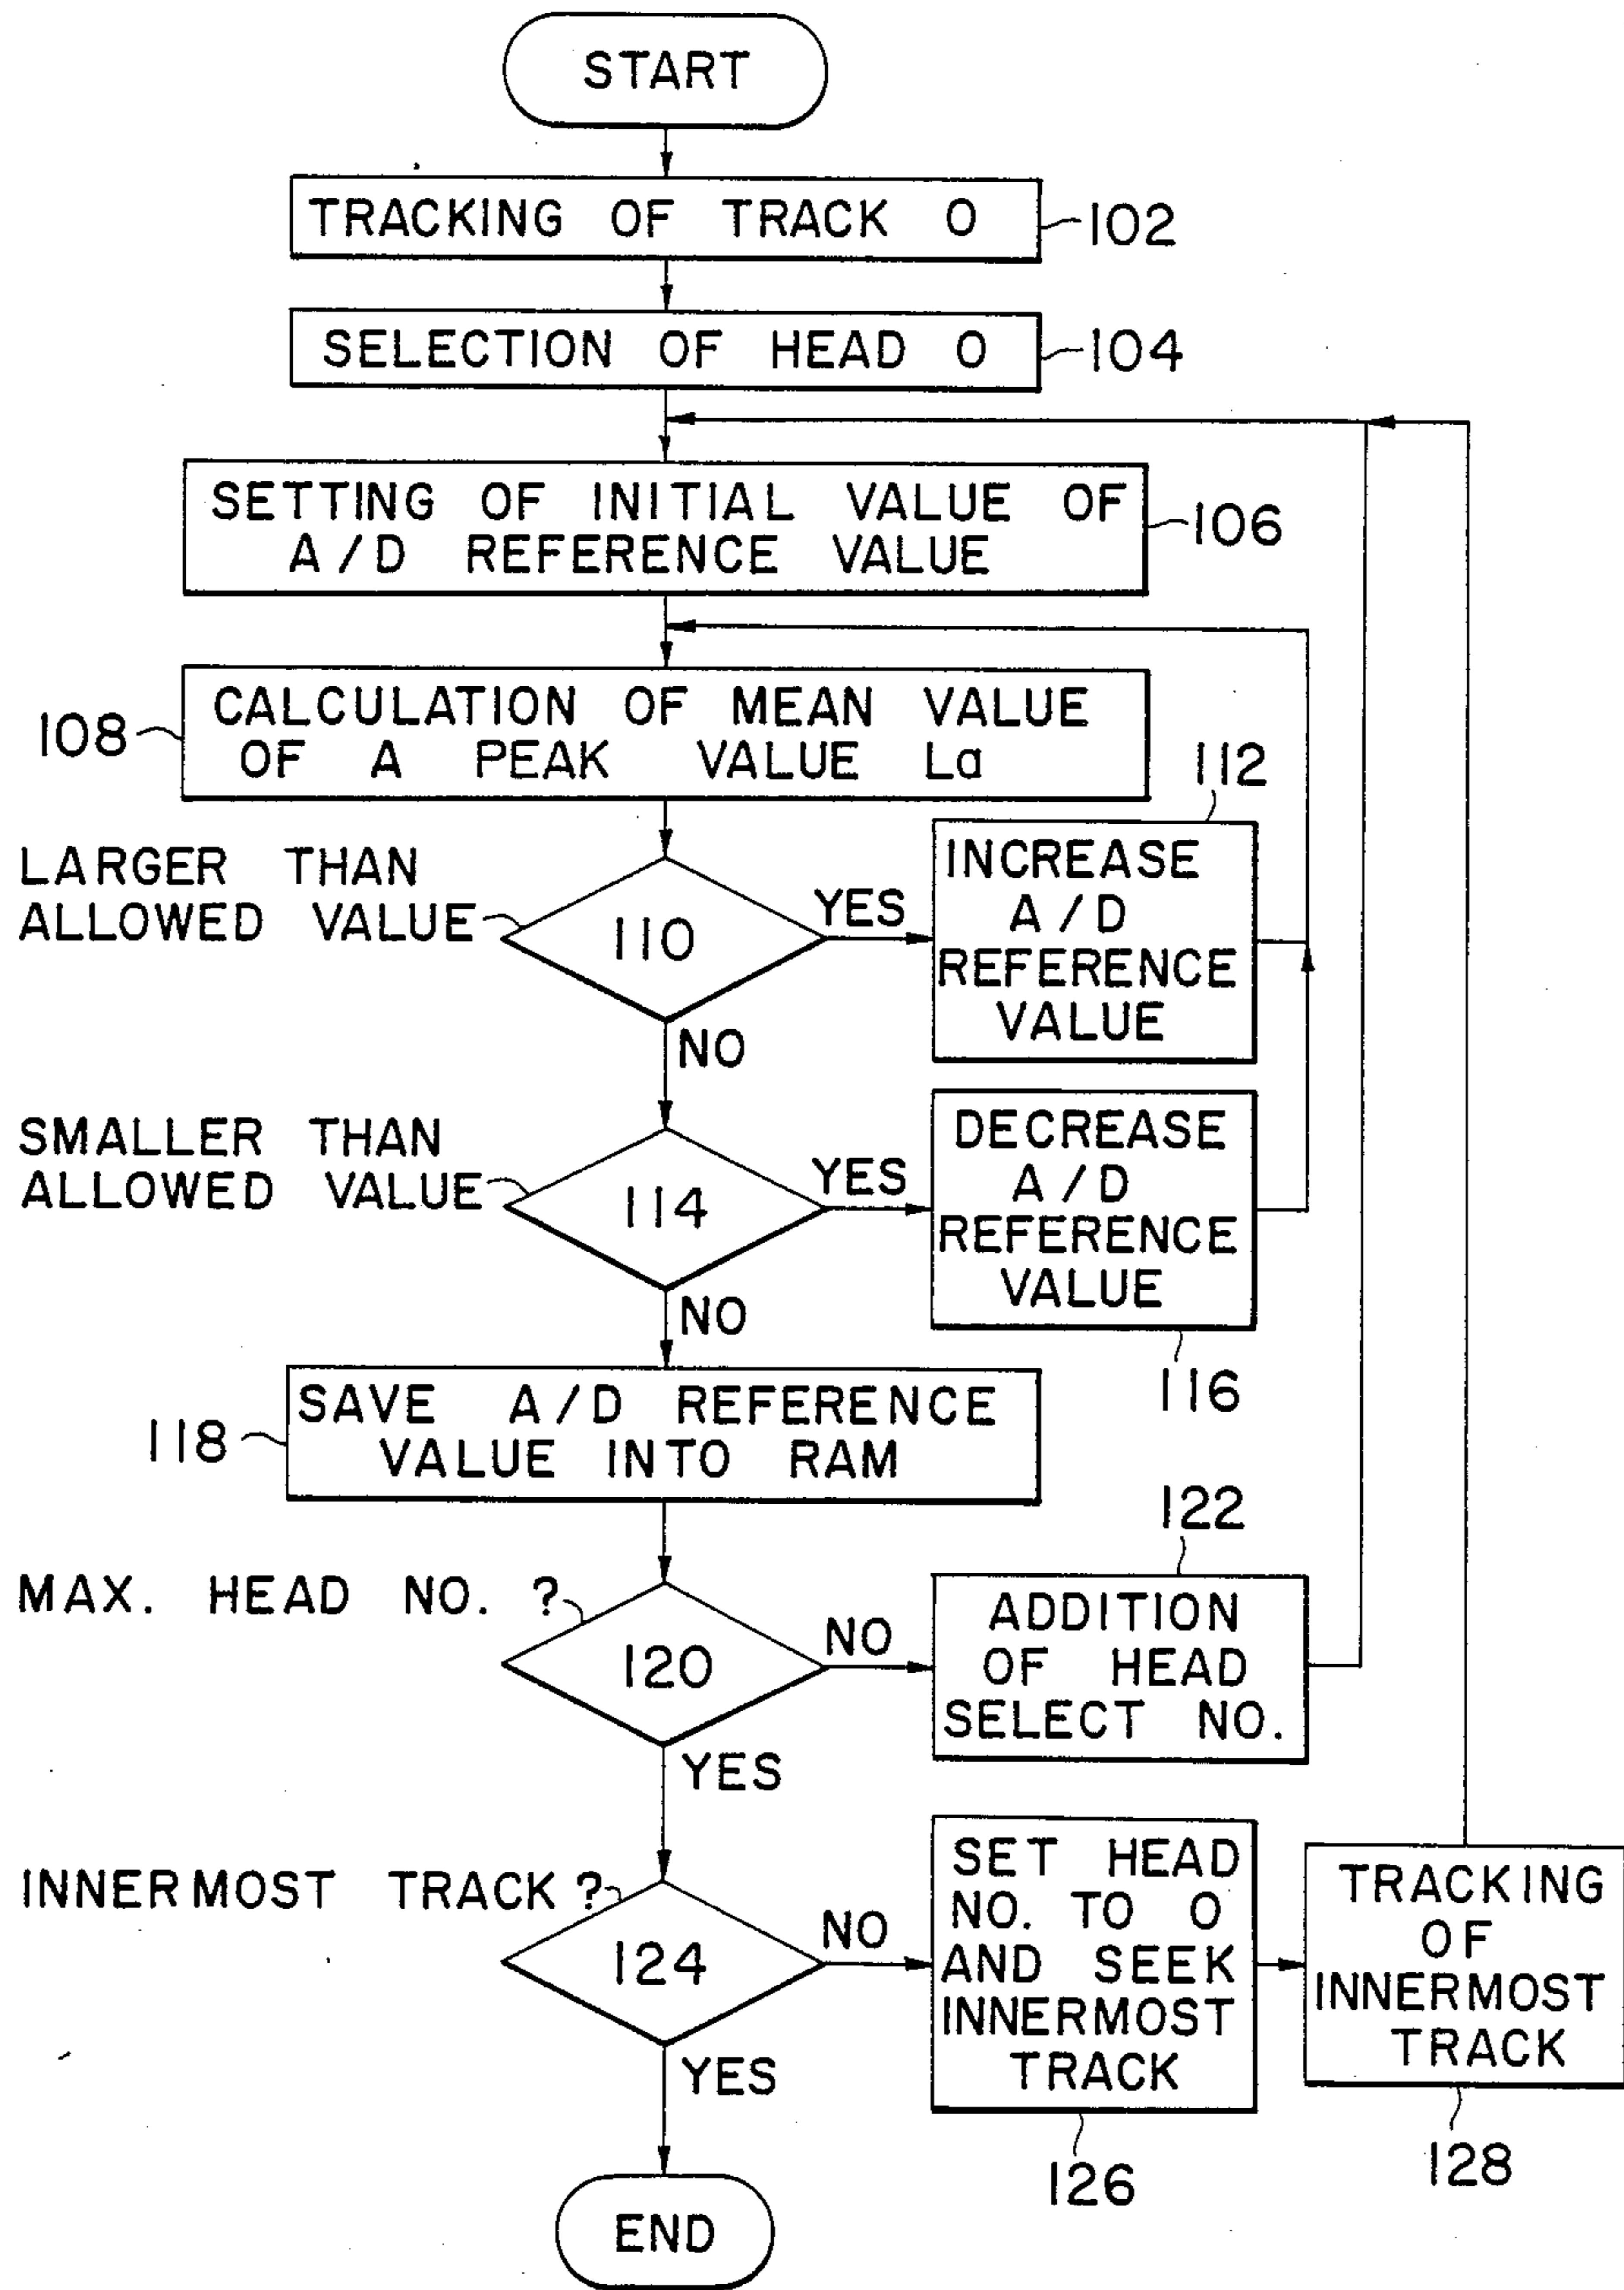 START
TRACKING OF TRACK 0
102
SELECTION OF HEAD 0
104
SETTING OF INITIAL VALUE OF
A/D REFERENCE VALUE
106
CALCULATION OF MEAN VALUE
OF A PEAK VALUE La
108
LARGER THAN
ALLOWED VALUE
110
YES
NO
112
INCREASE
A/D
REFERENCE
VALUE
SMALLER THAN
ALLOWED VALUE
114
YES
NO
DECREASE
A/D
REFERENCE
VALUE
116
SAVE A/D REFERENCE
VALUE INTO RAM
118
MAX. HEAD NO. ?
120
NO
YES
122
ADDITION
OF HEAD
SELECT NO.
INNERMOST TRACK ?
124
NO
YES
SET HEAD
NO. TO 0
AND SEEK
INNERMOST
TRACK
126
TRACKING
OF
INNERMOST
TRACK
128
END